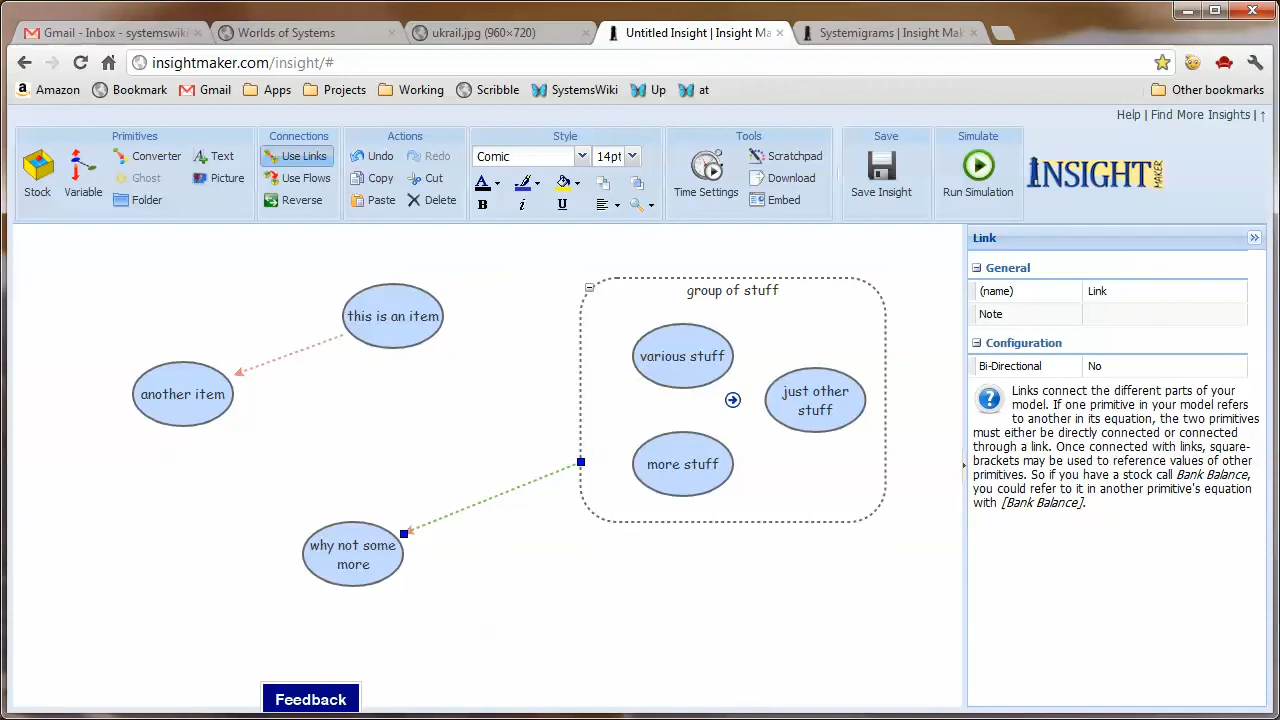 Gmail - Inbox - systemswiki
Worlds of Systems
ukrail.jpg (960×720)
Untitled Insight | Insight Ma
Systemigrams | Insight Mak
insightmaker.com/insight/#
Amazon
Bookmark
Gmail
Apps
Projects
Working
Scribble
SystemsWiki
Up
at
Other bookmarks
Help | Find More Insights | ↑
Primitives
Connections
Actions
Style
Tools
Save
Simulate
Stock
Variable
Converter
Ghost
Folder
Text
Picture
Use Links
Use Flows
Reverse
Undo
Redo
Copy
Cut
Paste
Delete
Comic
14pt
A
B
i
U
Time Settings
Scratchpad
Download
Embed
Save Insight
Run Simulation
INSIGHT
MAKER
this is an item
another item
group of stuff
various stuff
just other
stuff
more stuff
why not some
more
Feedback
Link
General
(name) Link
Note
Configuration
Bi-Directional No
Links connect the different parts of your
model. If one primitive in your model refers
to another in its equation, the two primitives
must either be directly connected or connected
through a link. Once connected with links, square-
brackets may be used to reference values of other
primitives. So if you have a stock call Bank Balance,
you could refer to it in another primitive's equation
with [Bank Balance].